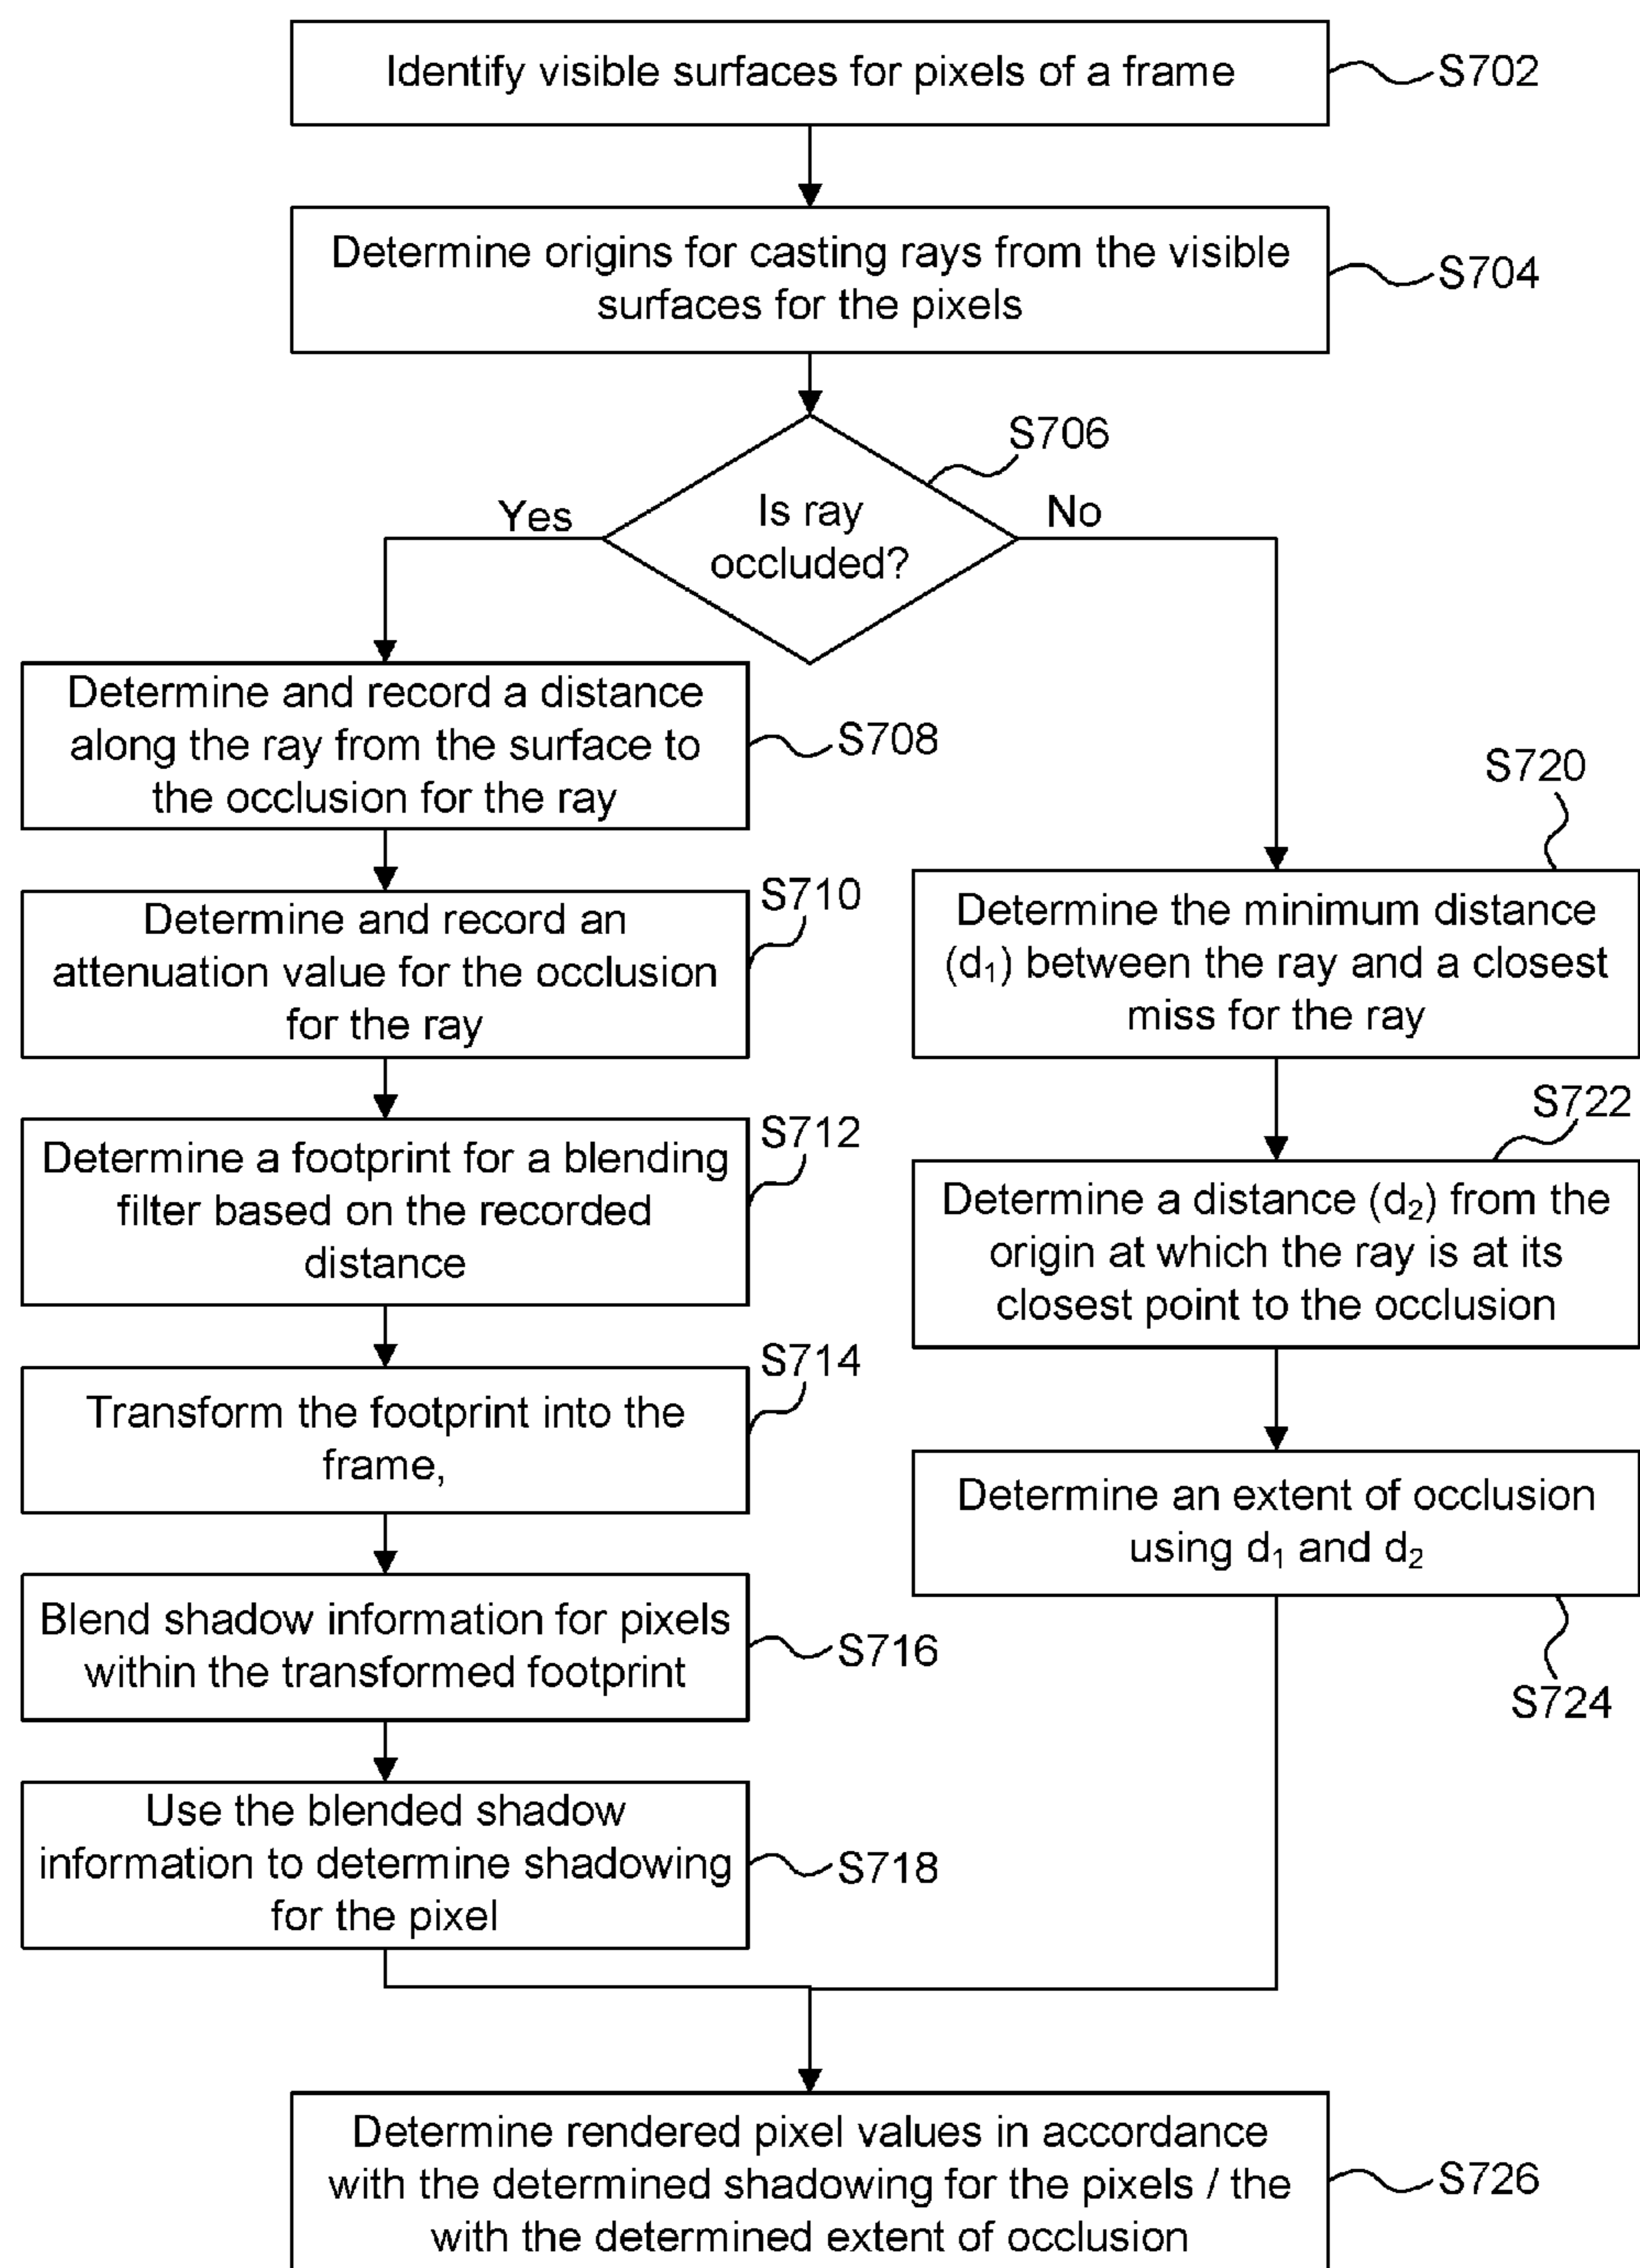 Identify visible surfaces for pixels of a frame
S702
Determine origins for casting rays from the visible
surfaces for the pixels
S704
S706
Is ray
occluded?
Yes
No
Determine and record a distance
along the ray from the surface to
the occlusion for the ray
S708
Determine and record an
attenuation value for the occlusion
for the ray
S710
Determine a footprint for a blending
filter based on the recorded
distance
S712
Transform the footprint into the
frame,
S714
Blend shadow information for pixels
within the transformed footprint
S716
Use the blended shadow
information to determine shadowing
for the pixel
S718
S720
Determine the minimum distance
(d₁) between the ray and a closest
miss for the ray
S722
Determine a distance (d₂) from the
origin at which the ray is at its
closest point to the occlusion
Determine an extent of occlusion
using d₁ and d₂
S724
Determine rendered pixel values in accordance
with the determined shadowing for the pixels / the
with the determined extent of occlusion
S726